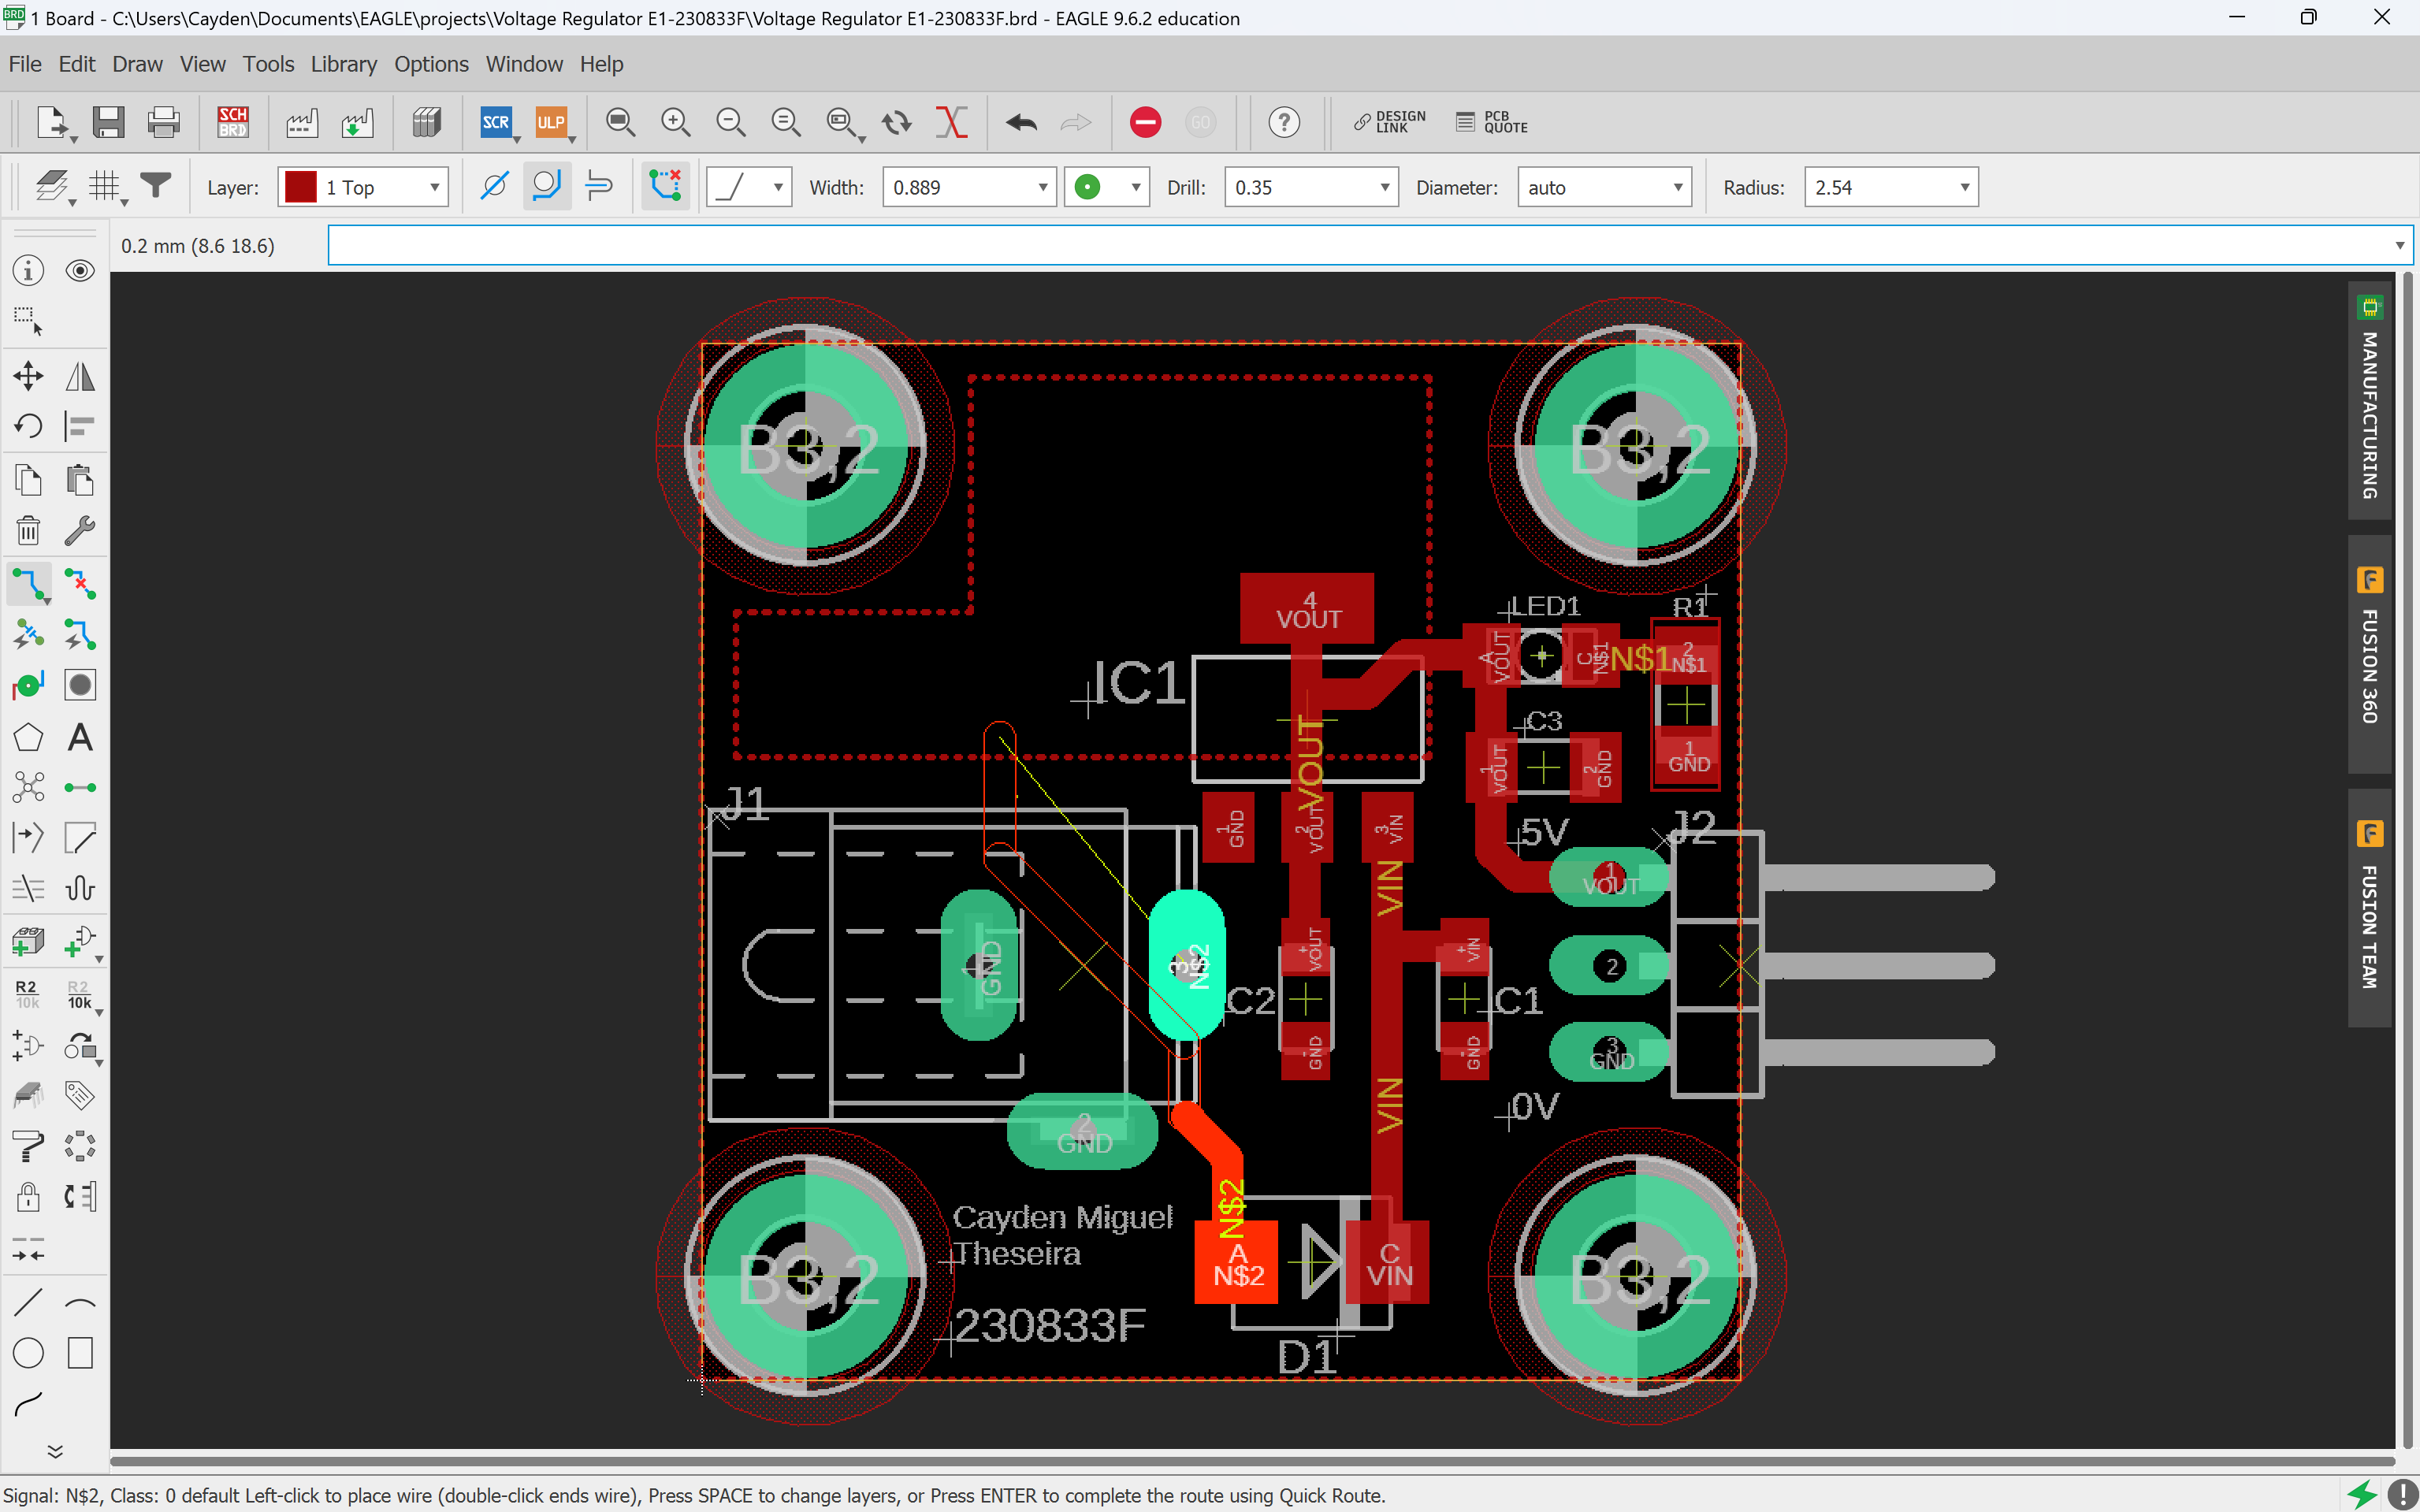 BRD 1 Board - C:\Users\Cayden\Documents\EAGLE\projects\Voltage Regulator E1-230833F\Voltage Regulator E1-230833F.brd - EAGLE 9.6.2 education
File Edit Draw View Tools Library Options Window Help
SCH BRD SCR ULP GO ? DESIGN LINK PCB QUOTE
Layer: 1 Top Width: 0.889 Drill: 0.35 Diameter: auto Radius: 2.54
0.2 mm (8.6 18.6)
MANUFACTURING
FUSION 360
FUSION TEAM
R2 10k
R2 10k
B3,2
B3,2
4
VOUT
LED1
R1
A
VOUT
C
N$1
N$1
2
N$1
IC1
C3
VOUT
1
VOUT
2
GND
1
GND
J1
1
GND
2
VOUT
3
VIN
5V
J2
VIN
1
VOUT
1
GND
3
N$2
+
VOUT
+
VIN
2
C2
C1
-
GND
-
GND
3
GND
VIN
0V
2
GND
N$2
Cayden Miguel
Theseira
A
N$2
C
VIN
B3,2
B3,2
230833F
D1
Signal: N$2, Class: 0 default Left-click to place wire (double-click ends wire), Press SPACE to change layers, or Press ENTER to complete the route using Quick Route.